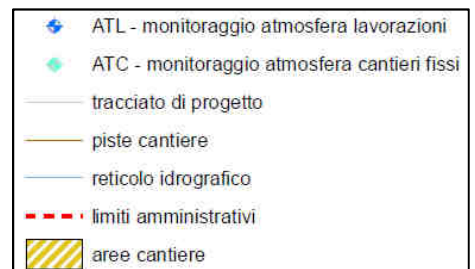 ATL - monitoraggio atmosfera lavorazioni
ATC - monitoraggio atmosfera cantieri fissi
tracciato di progetto
piste cantiere
reticolo idrografico
limiti amministrativi
aree cantiere